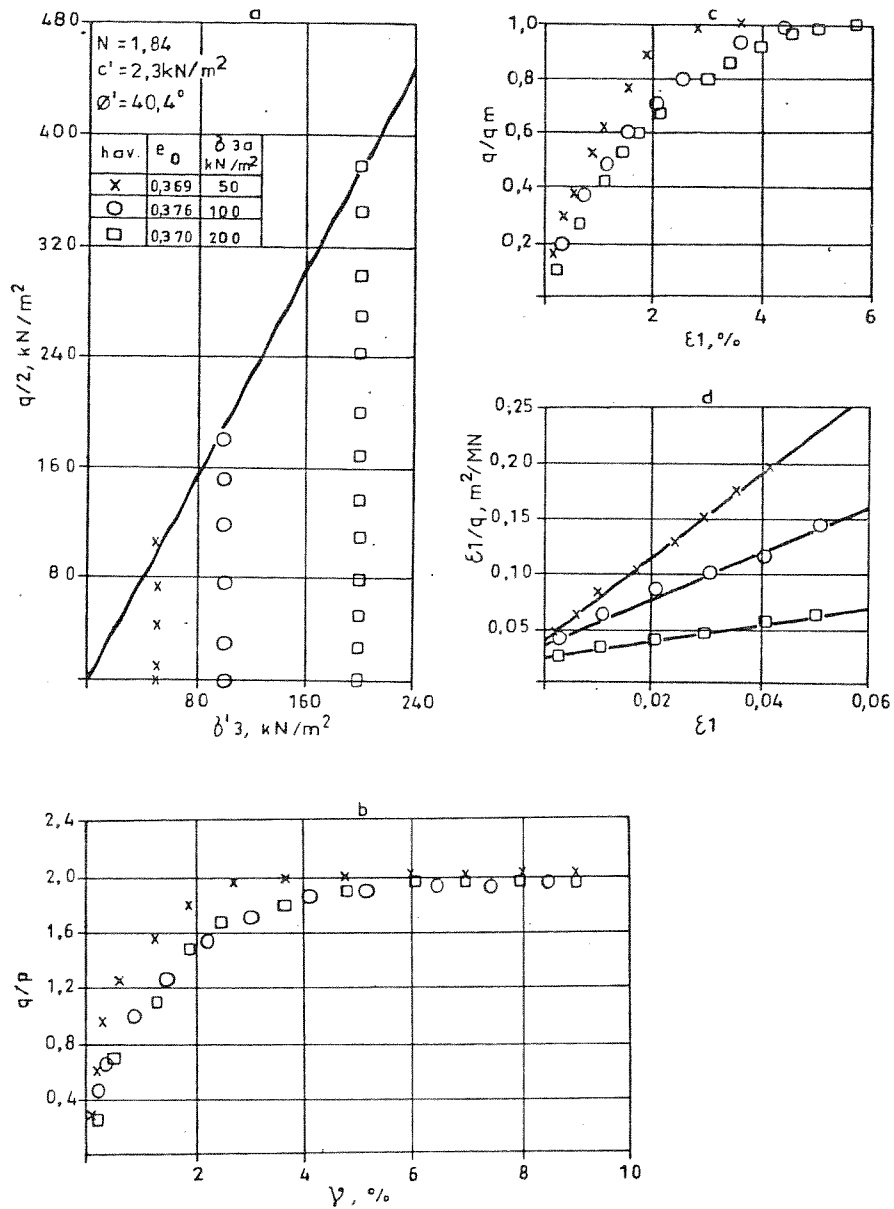 a
480
400
320
240
160
80
q/2, kN/m²
N = 1,84
c' = 2,3kN/m²
Ø' = 40,4°
hav. e₀ δ3a kN/m²
x 0,369 50
○ 0,376 100
□ 0,370 200
80 160 240
δ'3, kN/m²
c
1,0
0,8
0,6
0,4
0,2
q/qm
2 4 6
ε1, %
d
0,25
0,20
0,15
0,10
0,05
ε1/q, m²/MN
0,02 0,04 0,06
ε1
b
2,4
2,0
1,6
1,2
0,8
0,4
q/p
2 4 6 8 10
γ, %